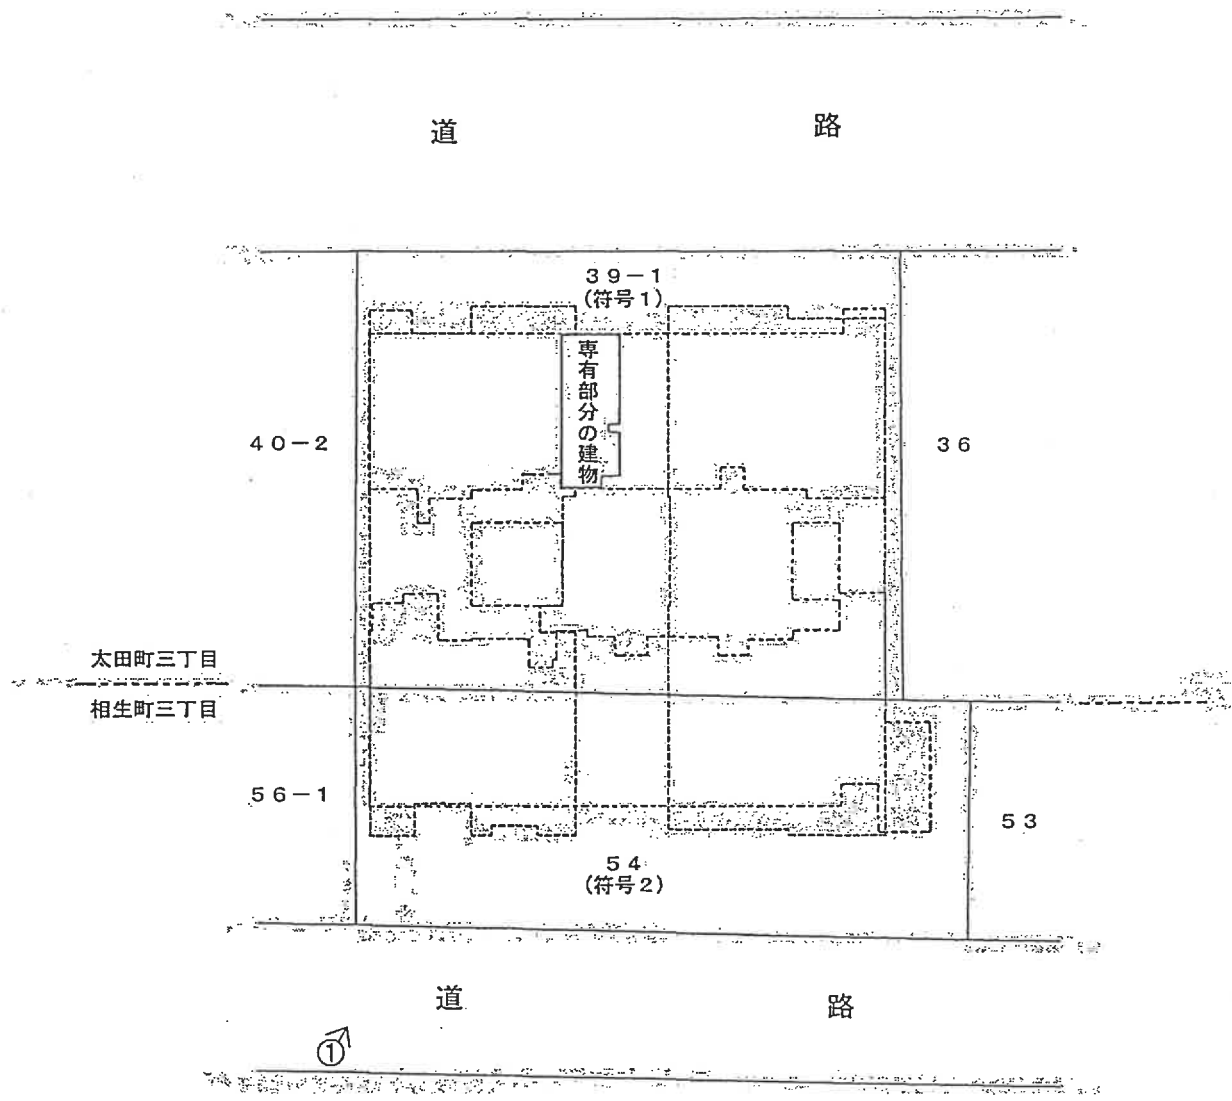 道 路
39-1
(符号1)
専有部分の建物
40-2
36
太田町三丁目
相生町三丁目
56-1
53
54
(符号2)
道 路
①